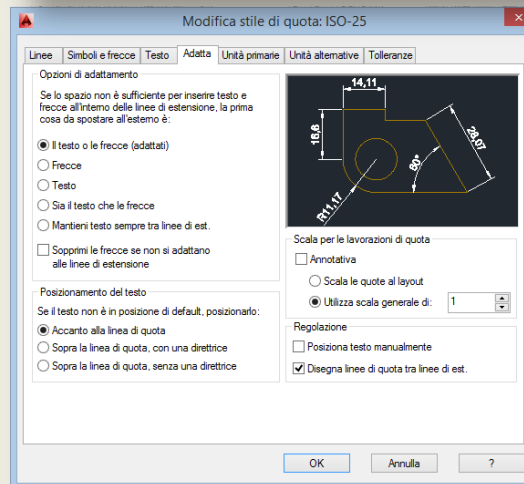 Modifica stile di quota: ISO-25
Linee
Simboli e frecce
Testo
Adatta
Unità primarie
Unità alternative
Tolleranze
Opzioni di adattamento
Se lo spazio non è sufficiente per inserire testo e
frecce all'interno delle linee di estensione, la prima
cosa da spostare all'esterno è:
Il testo o le frecce (adattati)
Frecce
Testo
Sia il testo che le frecce
Mantieni testo sempre tra linee di est.
Sopprimi le frecce se non si adattano
alle linee di estensione
Posizionamento del testo
Se il testo non è in posizione di default, posizionarlo:
Accanto alla linea di quota
Sopra la linea di quota, con una direttrice
Sopra la linea di quota, senza una direttrice
14,11
16,6
28,07
60°
R11,17
Scala per le lavorazioni di quota
Annotativa
Scala le quote al layout
Utilizza scala generale di:
1
Regolazione
Posiziona testo manualmente
Disegna linee di quota tra linee di est.
OK
Annulla
?